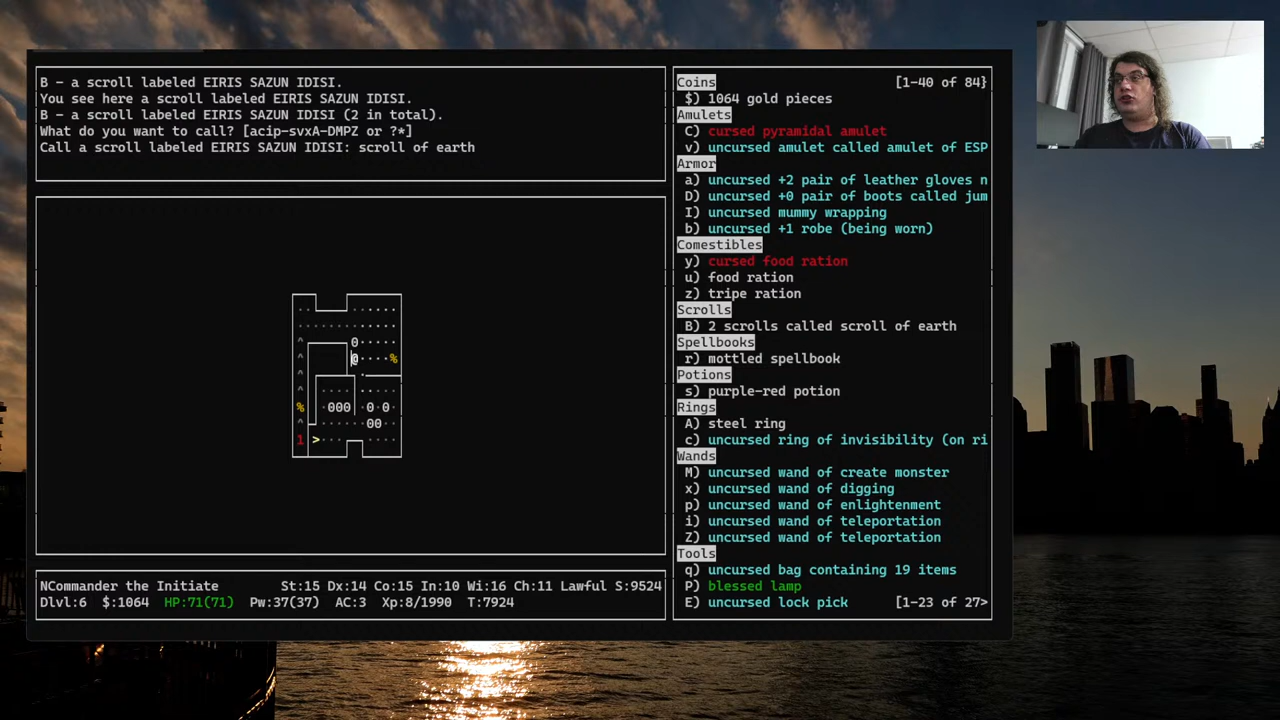 B - a scroll labeled EIRIS SAZUN IDISI.
You see here a scroll labeled EIRIS SAZUN IDISI.
B - a scroll labeled EIRIS SAZUN IDISI (2 in total).
What do you want to call? [acip-svxA-DMPZ or ?*]
Call a scroll labeled EIRIS SAZUN IDISI: scroll of earth
Coins [1-40 of 84}
$) 1064 gold pieces
Amulets
C) cursed pyramidal amulet
v) uncursed amulet called amulet of ESP
Armor
a) uncursed +2 pair of leather gloves n
D) uncursed +0 pair of boots called jum
I) uncursed mummy wrapping
b) uncursed +1 robe (being worn)
Comestibles
y) cursed food ration
u) food ration
z) tripe ration
Scrolls
B) 2 scrolls called scroll of earth
Spellbooks
r) mottled spellbook
Potions
s) purple-red potion
Rings
A) steel ring
c) uncursed ring of invisibility (on ri
Wands
M) uncursed wand of create monster
x) uncursed wand of digging
p) uncursed wand of enlightenment
i) uncursed wand of teleportation
Z) uncursed wand of teleportation
Tools
q) uncursed bag containing 19 items
P) blessed lamp
E) uncursed lock pick [1-23 of 27>
NCommander the Initiate St:15 Dx:14 Co:15 In:10 Wi:16 Ch:11 Lawful S:9524
Dlvl:6 $:1064 HP:71(71) Pw:37(37) AC:3 Xp:8/1990 T:7924